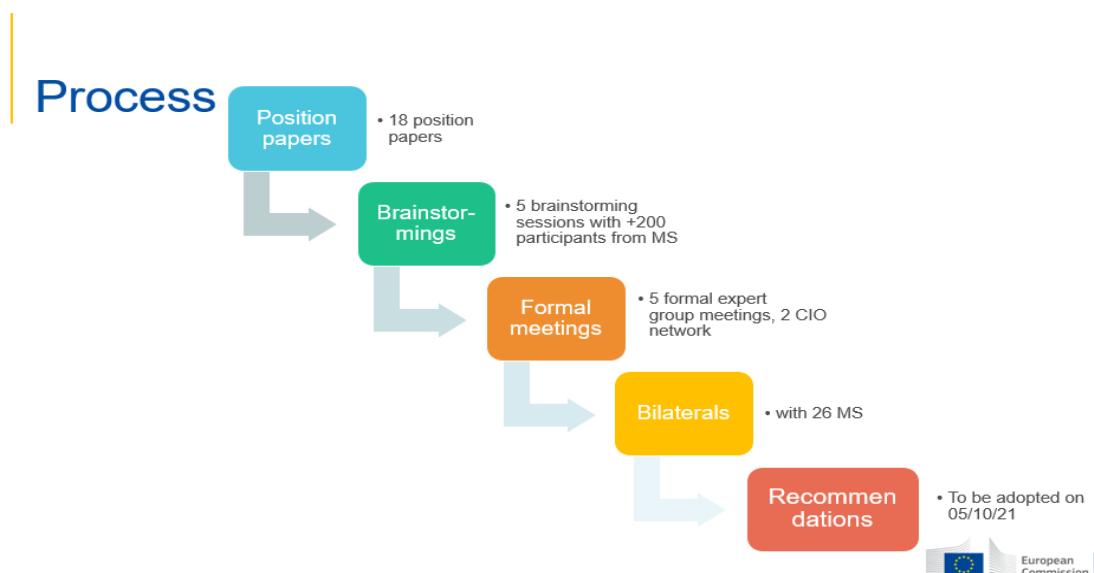 Process
Position
papers
• 18 position
papers
Brainstor-
mings
• 5 brainstorming
sessions with +200
participants from MS
Formal
meetings
• 5 formal expert
group meetings, 2 CIO
network
Bilaterals
• with 26 MS
Recommen
dations
• To be adopted on
05/10/21
European
Commission